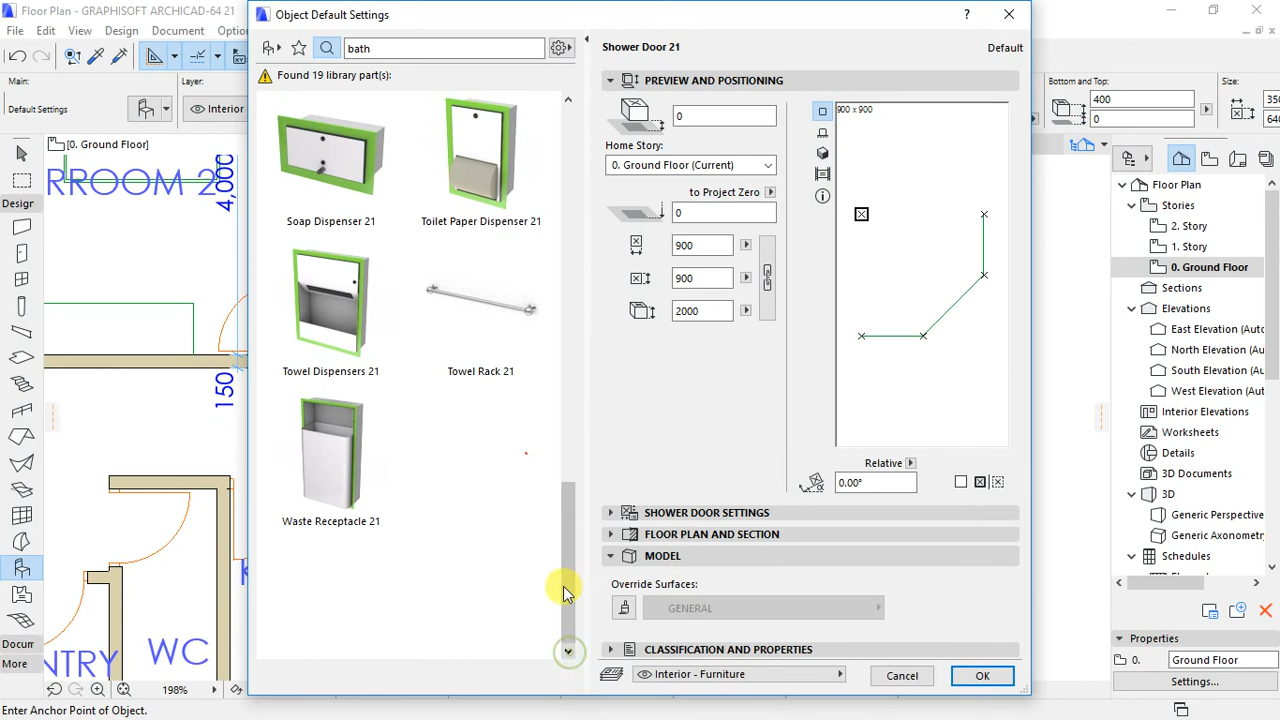 Floor Plan - GRAPHISOFT ARCHICAD-64 21
File Edit View Design Document
Main:
Layer:
Default Settings
Interior
Bottom and Top:
Size:
400
0
350
640
[0. Ground Floor]
Design
Docum
More
RROOM 2
4,000
150
NTRY
WC
198%
Enter Anchor Point of Object.
Object Default Settings
?
bath
Found 19 library part(s):
Soap Dispenser 21
Toilet Paper Dispenser 21
Towel Dispensers 21
Towel Rack 21
Waste Receptacle 21
Shower Door 21
Default
PREVIEW AND POSITIONING
0
Home Story:
0. Ground Floor (Current)
to Project Zero
0
900
900
2000
900 x 900
Relative
0.00°
SHOWER DOOR SETTINGS
FLOOR PLAN AND SECTION
MODEL
Override Surfaces:
GENERAL
CLASSIFICATION AND PROPERTIES
Interior - Furniture
Cancel
OK
Floor Plan
Stories
2. Story
1. Story
0. Ground Floor
Sections
Elevations
East Elevation (Auto
North Elevation (Aut
South Elevation (Aut
West Elevation (Aut
Interior Elevations
Worksheets
Details
3D Documents
3D
Generic Perspective
Generic Axonometry
Schedules
Properties
0.
Ground Floor
Settings...